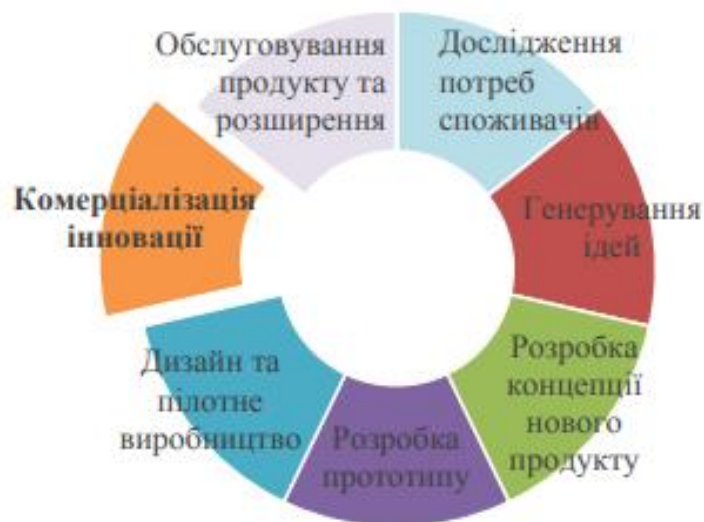 Обслуговування
продукту та
розширення
Дослідження
потреб
споживачів
Генерування
ідей
Розробка
концепції
нового
продукту
Розробка
прототипу
Дизайн та
пілотне
виробництво
Комерціалізація
інновації